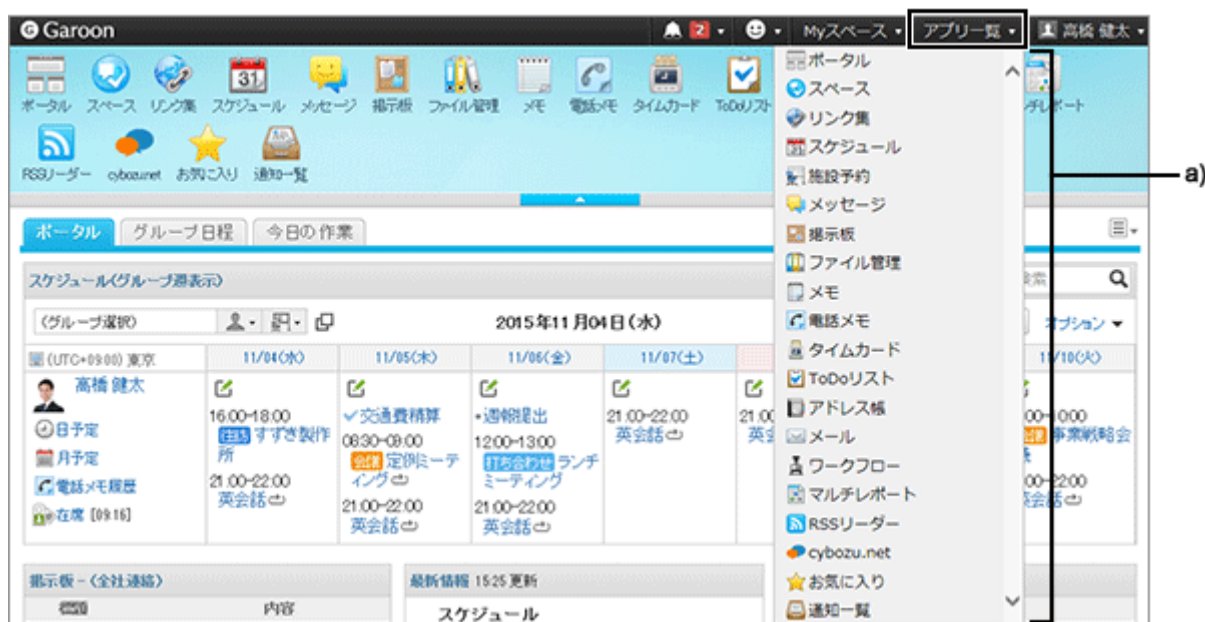 Garoon 2 Myスペース アプリ一覧 高橋 健太
ポータル スペース リンク集 スケジュール メッセージ 掲示板 ファイル管理 メモ 電話メモ タイムカード ToDoリスト チレポート
RSSリーダー cybozu.net お気に入り 通知一覧
ポータル
スペース
リンク集
スケジュール
施設予約
メッセージ
掲示板
ファイル管理
メモ
電話メモ
タイムカード
ToDoリスト
アドレス帳
メール
ワークフロー
マルチレポート
RSSリーダー
cybozu.net
お気に入り
通知一覧
a)
ポータル グループ日程 今日の作業
スケジュール(グループ週表示) 検索
(グループ選択) 2015年11月04日(水) オプション
(UTC+09:00) 東京 11/04(水) 11/05(木) 11/06(金) 11/07(土) 11/10(火)
高橋 健太
日予定
月予定
電話メモ履歴
在席 [09:16]
16:00-18:00
往訪 すずき製作
所
21:00-22:00
英会話
交通費精算
08:30-09:00
会議 定例ミーテ
ィング
21:00-22:00
英会話
・週報提出
12:00-13:00
打ち合わせ ランチ
ミーティング
21:00-22:00
英会話
21:00-22:00
英会話
21:00
英会
00-10:00
会議 事業戦略会
00-22:00
英会話
掲示板 - (全社連絡)
内容
最新情報 15:25 更新
スケジュール